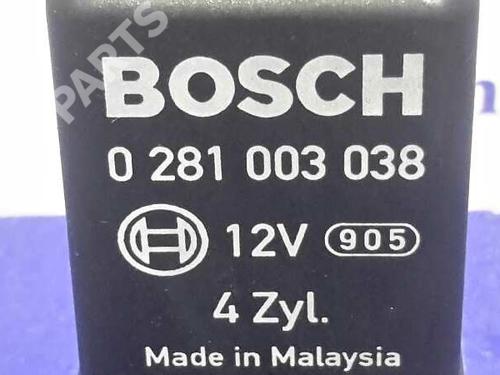 BOSCH
0 281 003 038
12V 905
4 Zyl.
Made in Malaysia
PARTS